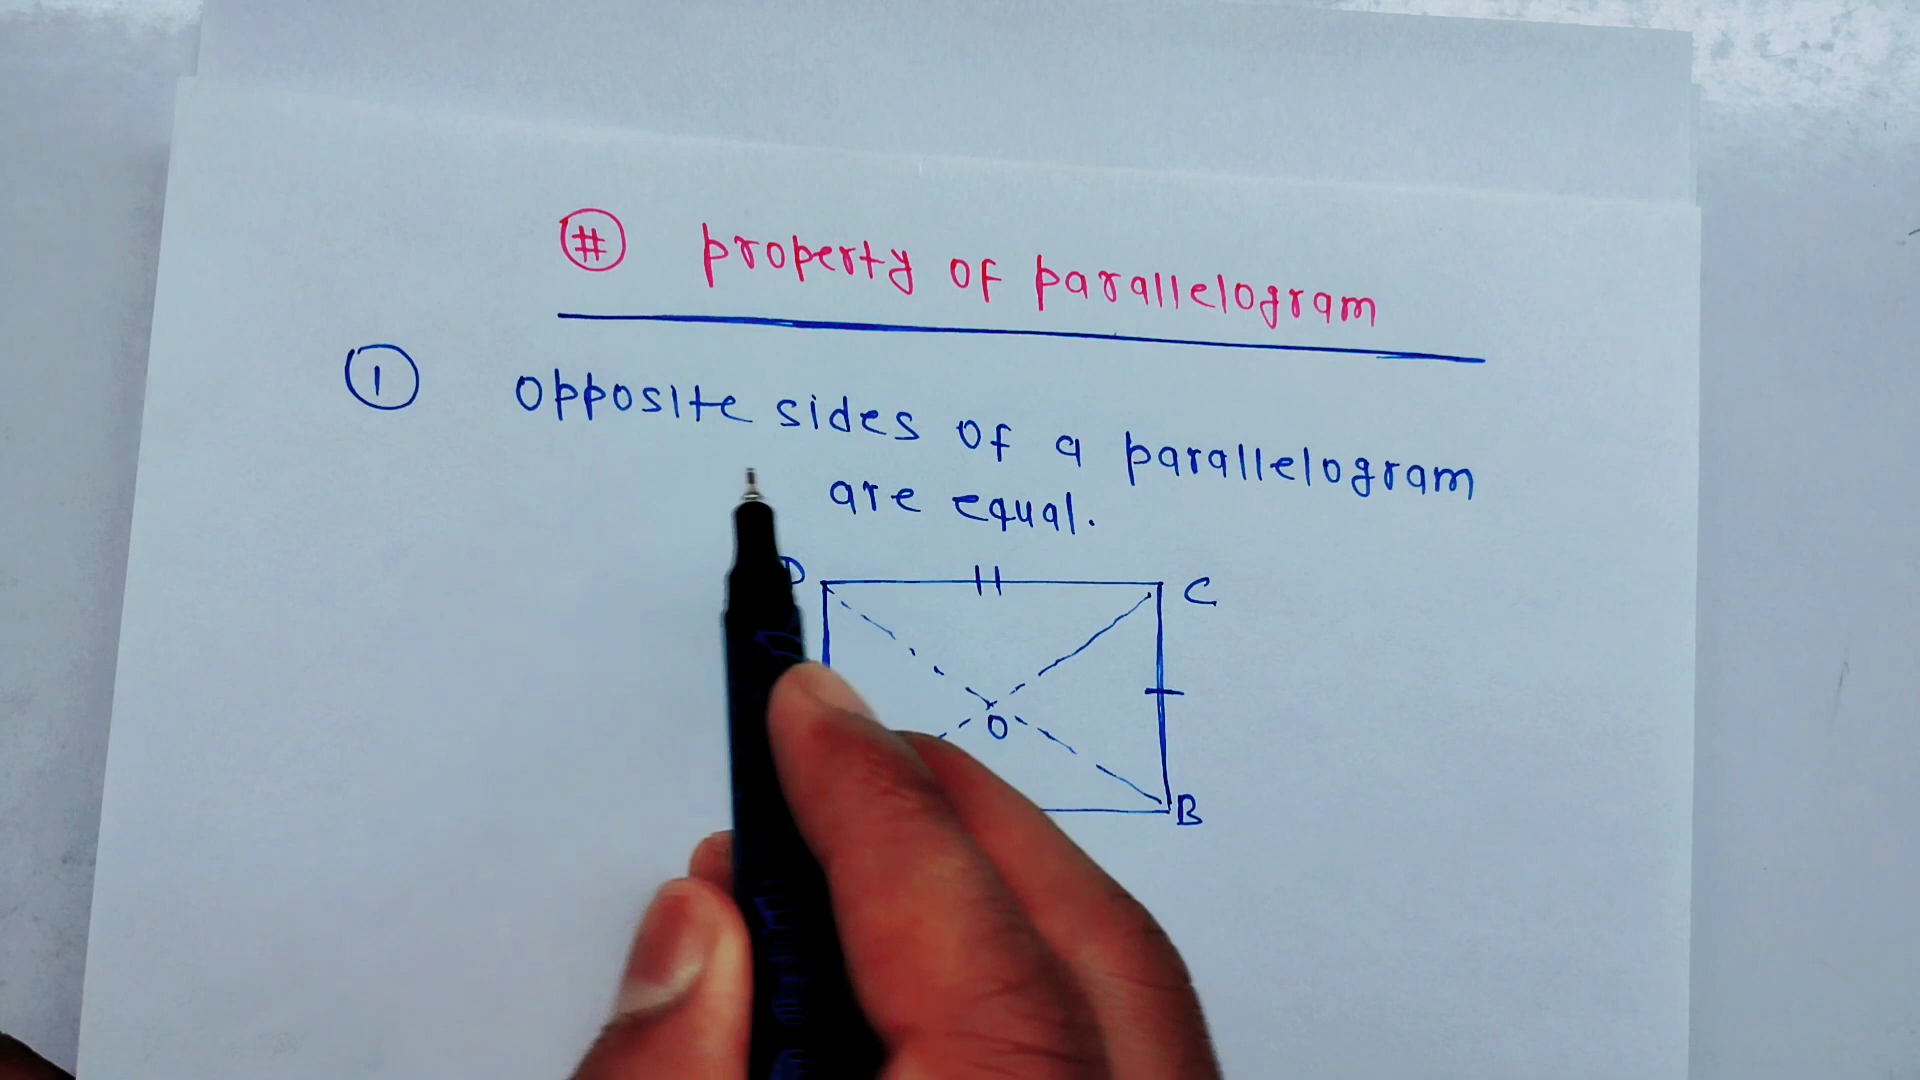 # property of parallelogram
1 opposite sides of a parallelogram
are equal.
D C
O
B